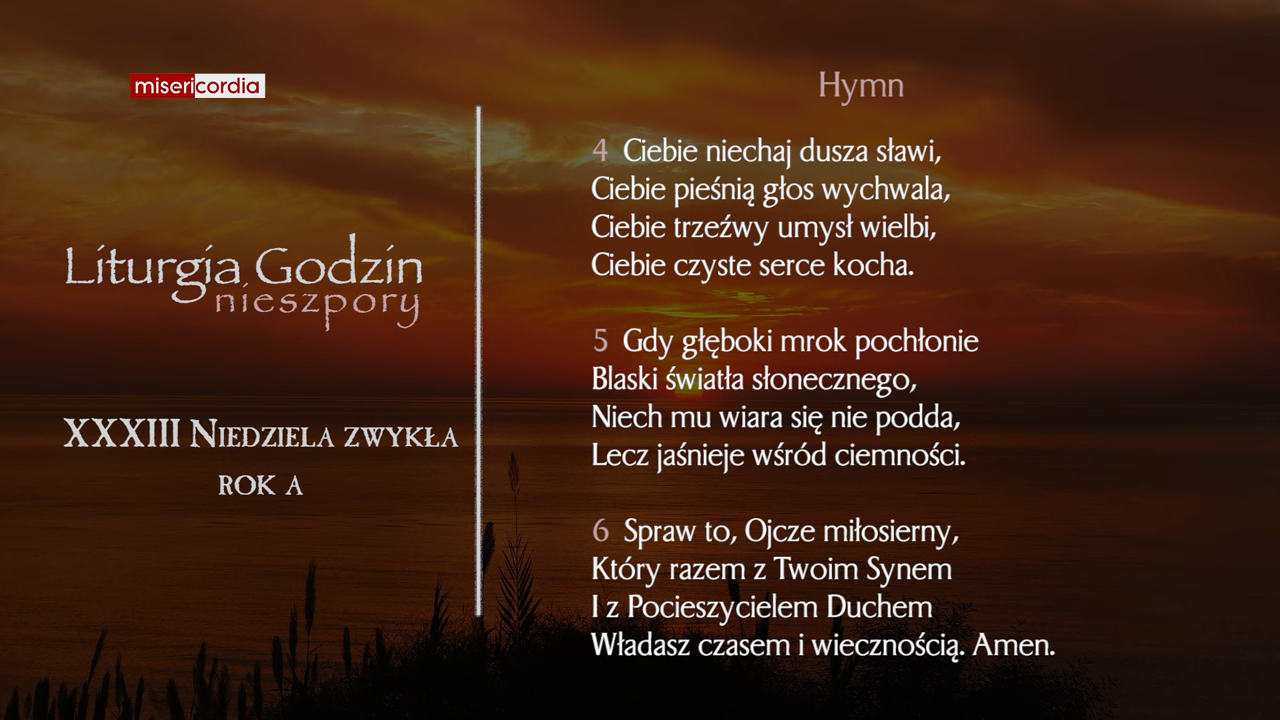 misericordia
Liturgia Godzin
nieszpory
XXXIII Niedziela zwykła
rok A
Hymn
4 Ciebie niechaj dusza sławi,
Ciebie pieśnią głos wychwala,
Ciebie trzeźwy umysł wielbi,
Ciebie czyste serce kocha.
5 Gdy głęboki mrok pochłonie
Blaski światła słonecznego,
Niech mu wiara się nie podda,
Lecz jaśnieje wśród ciemności.
6 Spraw to, Ojcze miłosierny,
Który razem z Twoim Synem
I z Pocieszycielem Duchem
Władasz czasem i wiecznością. Amen.